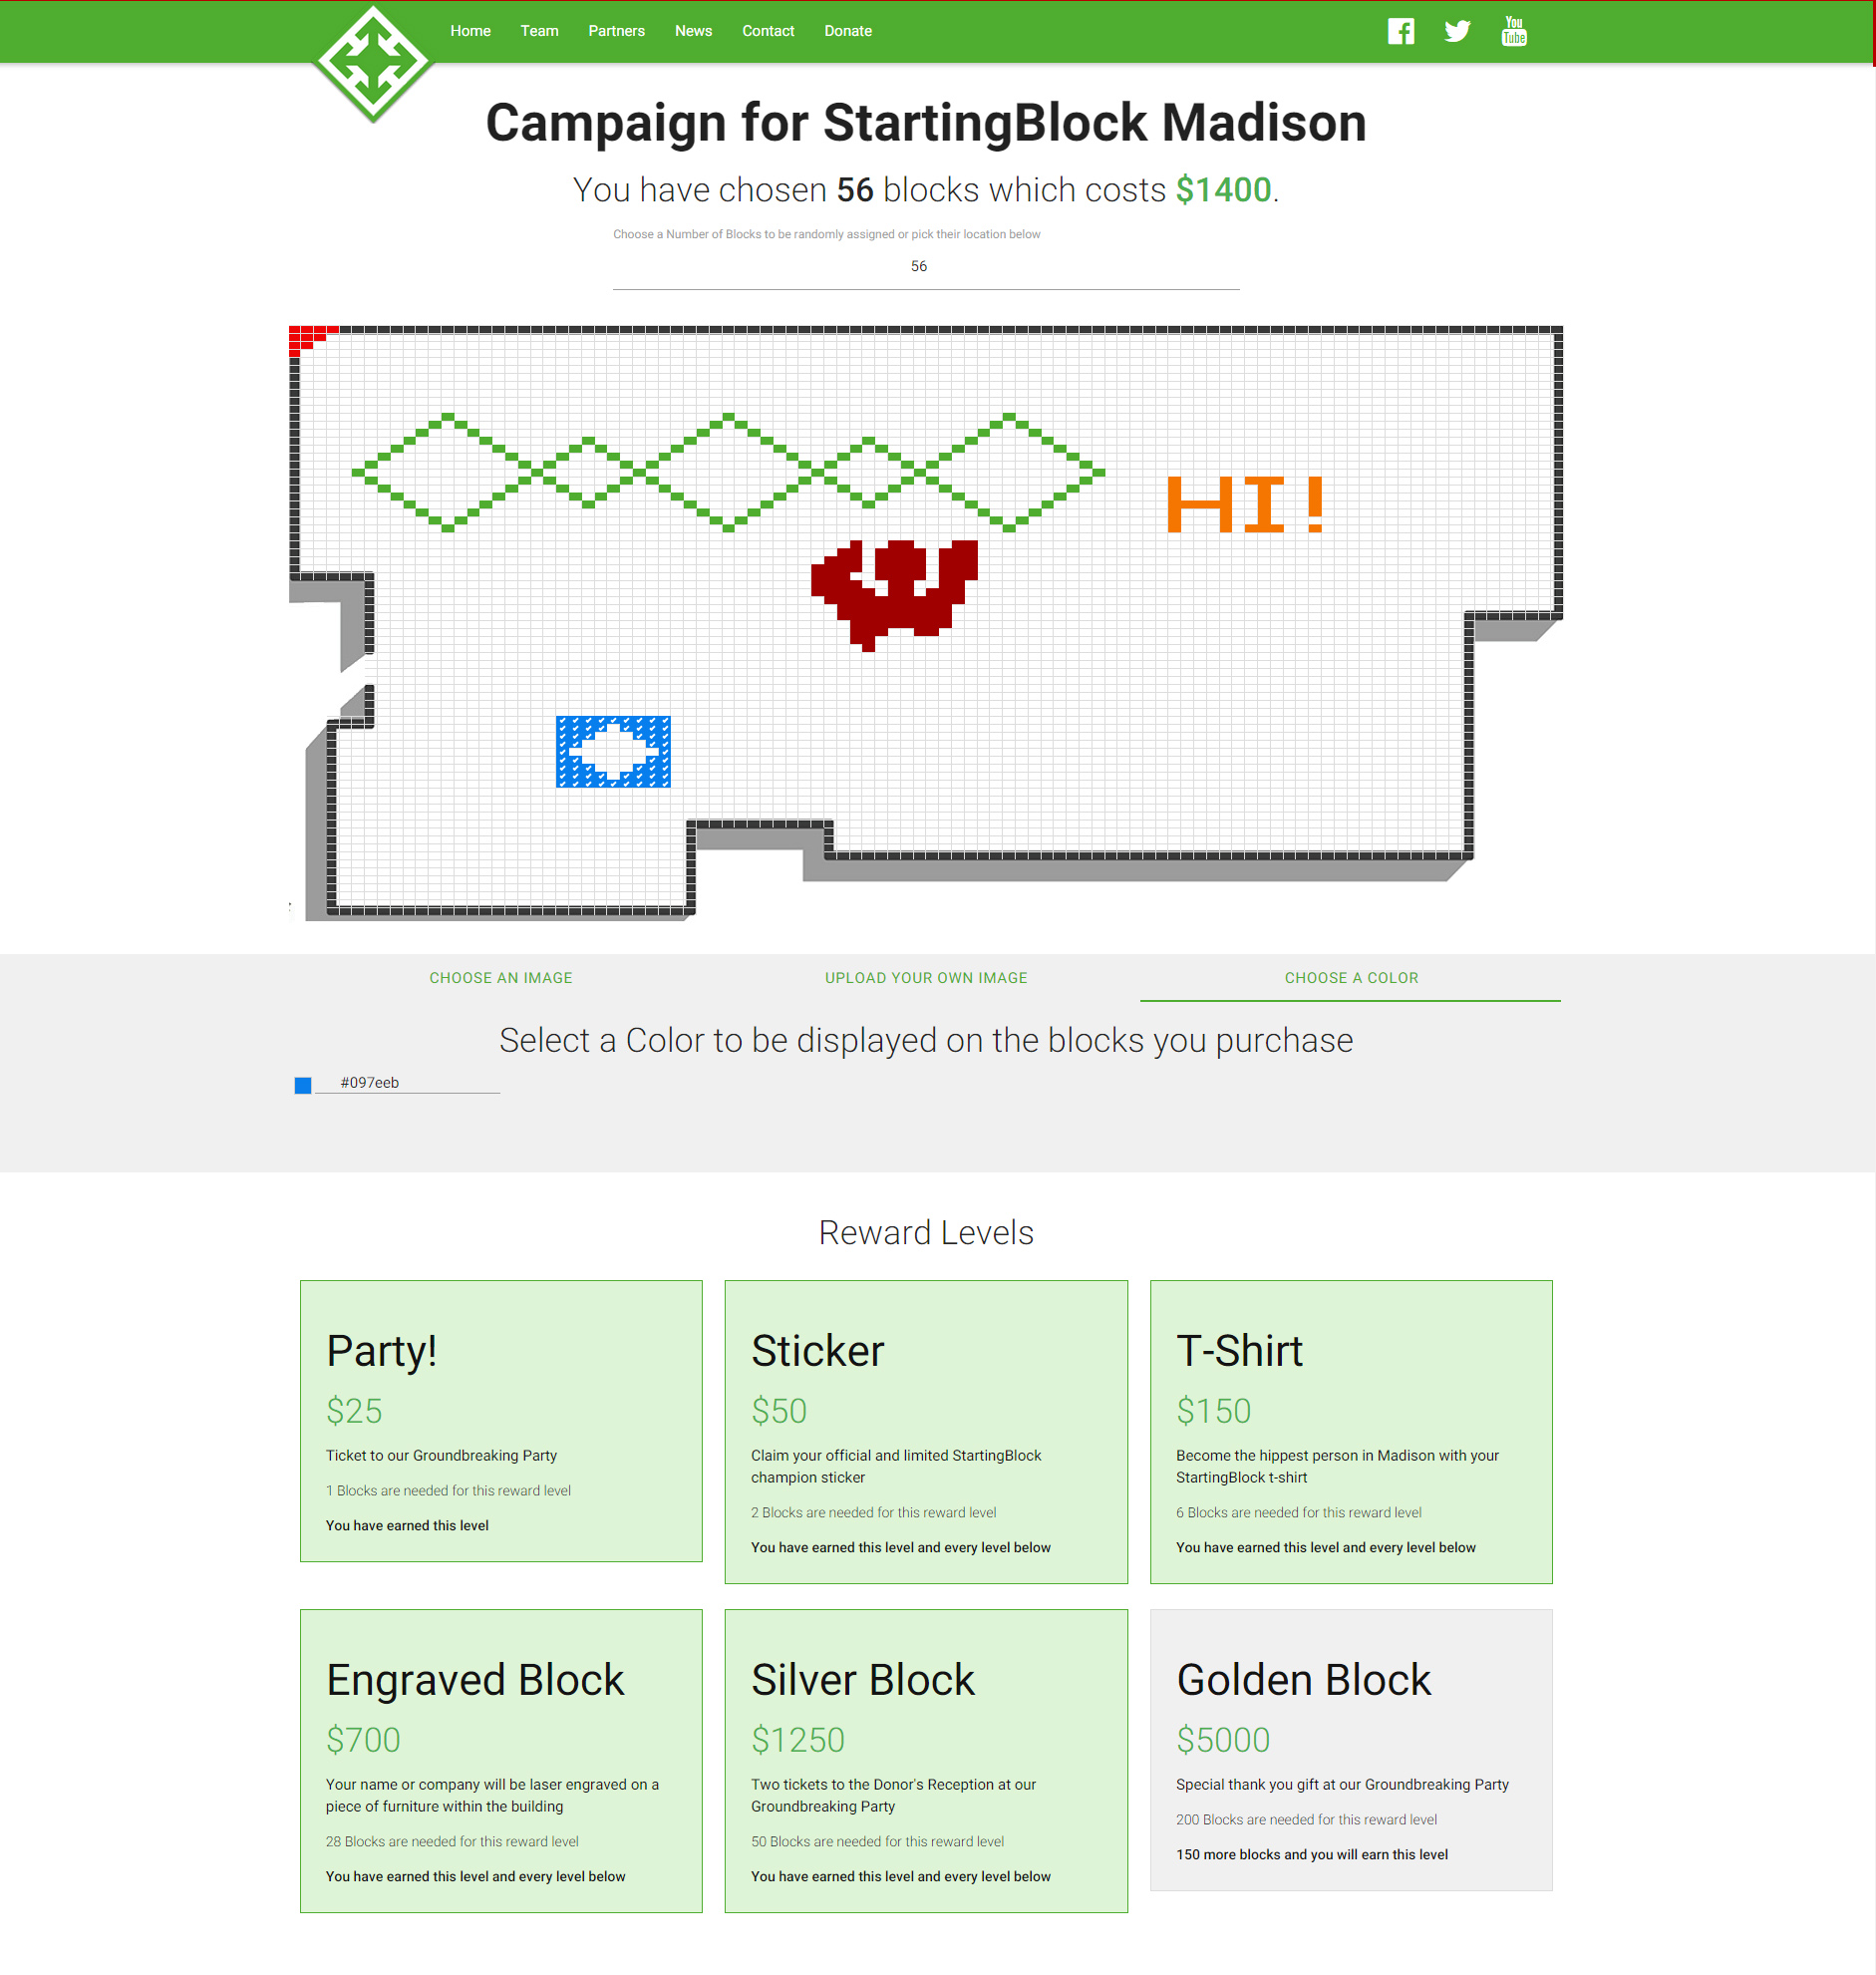 Home Team Partners News Contact Donate You Tube
Campaign for StartingBlock Madison
You have chosen 56 blocks which costs $1400.
Choose a Number of Blocks to be randomly assigned or pick their location below
56
HI!
CHOOSE AN IMAGE UPLOAD YOUR OWN IMAGE CHOOSE A COLOR
Select a Color to be displayed on the blocks you purchase
#097eeb
Reward Levels
Party!
$25
Ticket to our Groundbreaking Party
1 Blocks are needed for this reward level
You have earned this level
Sticker
$50
Claim your official and limited StartingBlock
champion sticker
2 Blocks are needed for this reward level
You have earned this level and every level below
T-Shirt
$150
Become the hippest person in Madison with your
StartingBlock t-shirt
6 Blocks are needed for this reward level
You have earned this level and every level below
Engraved Block
$700
Your name or company will be laser engraved on a
piece of furniture within the building
28 Blocks are needed for this reward level
You have earned this level and every level below
Silver Block
$1250
Two tickets to the Donor's Reception at our
Groundbreaking Party
50 Blocks are needed for this reward level
You have earned this level and every level below
Golden Block
$5000
Special thank you gift at our Groundbreaking Party
200 Blocks are needed for this reward level
150 more blocks and you will earn this level